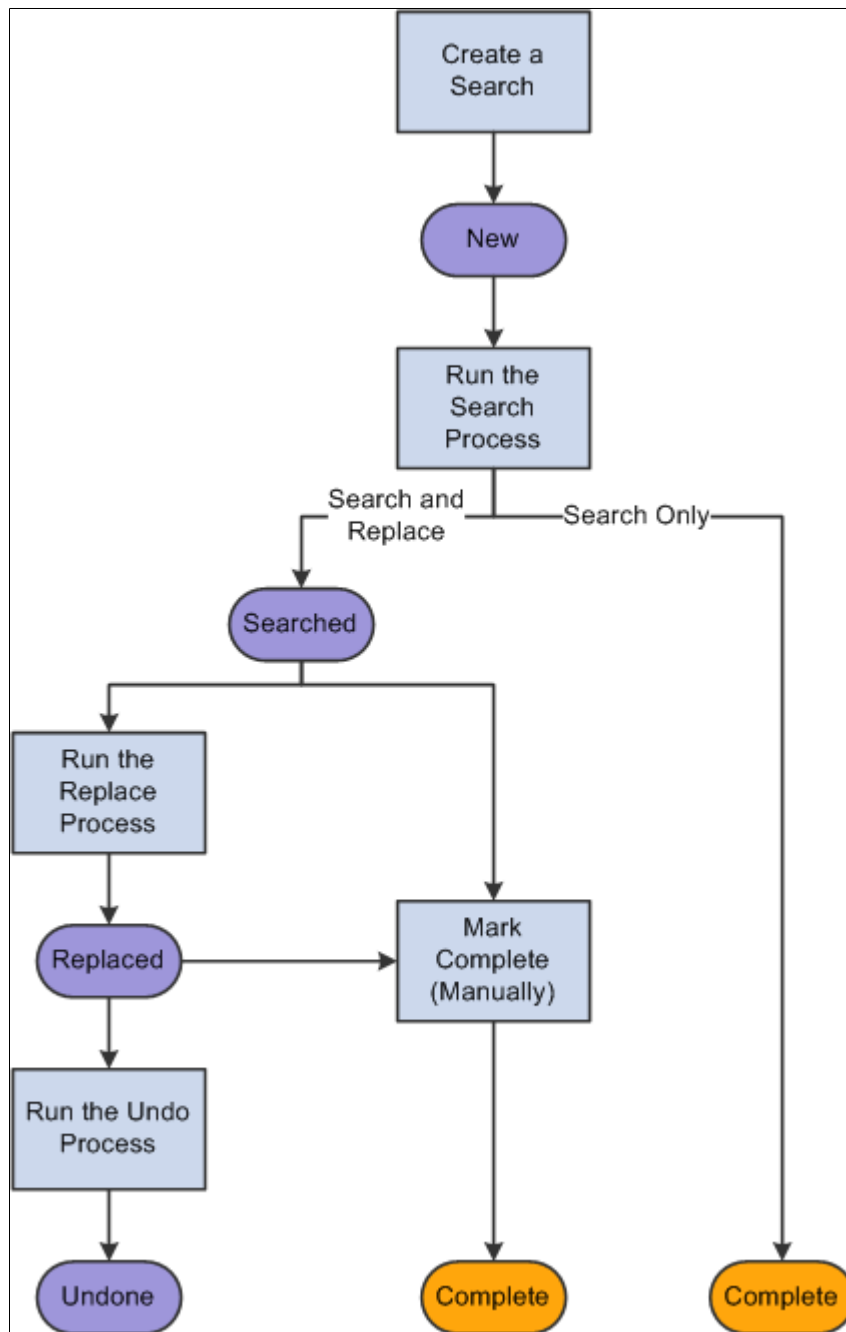 Create a
Search
New
Run the
Search
Process
Search and
Replace
Search Only
Searched
Run the
Replace
Process
Replaced
Mark
Complete
(Manually)
Run the Undo
Process
Undone
Complete
Complete